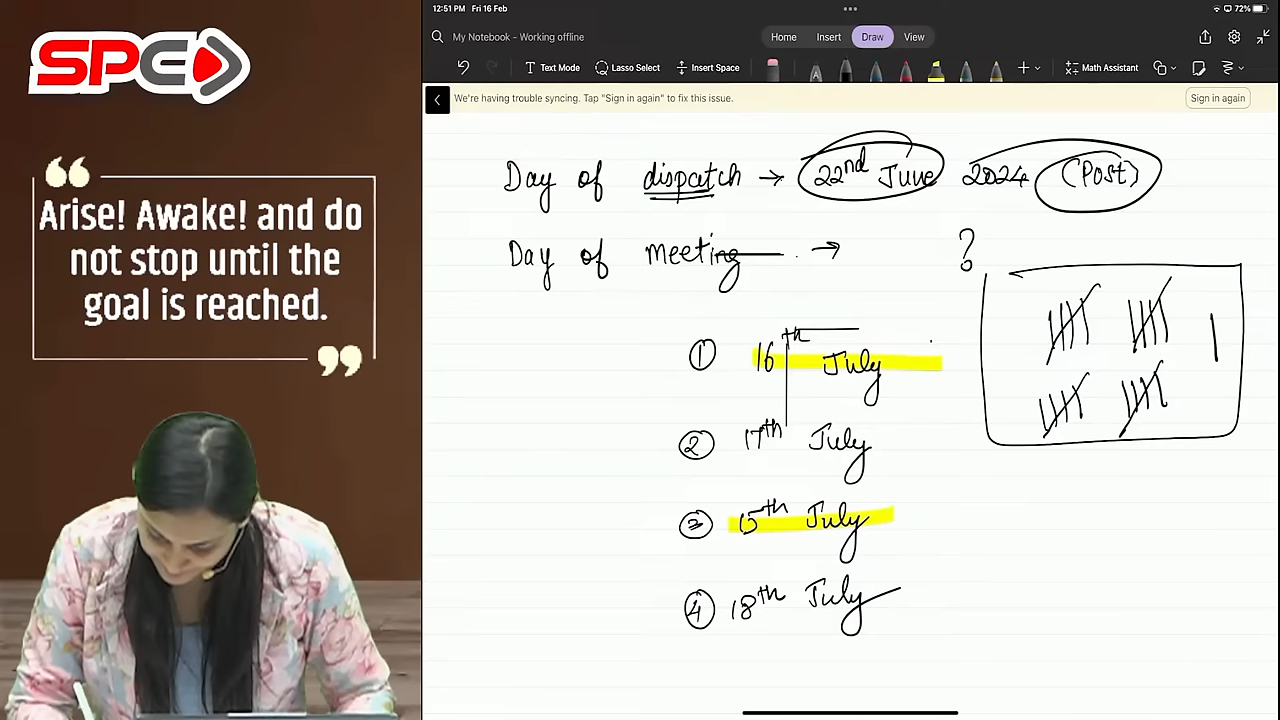 SPC
“
Arise! Awake! and do
not stop until the
goal is reached.
”
12:51 PM Fri 16 Feb
72%
My Notebook - Working offline
Home Insert Draw View
Text Mode Lasso Select Insert Space Math Assistant
We're having trouble syncing. Tap "Sign in again" to fix this issue. Sign in again
Day of dispatch → 22nd June 2024 (Post)
Day of meeting → ?
① 16th July
② 17th July
③ 15th July
④ 18th July